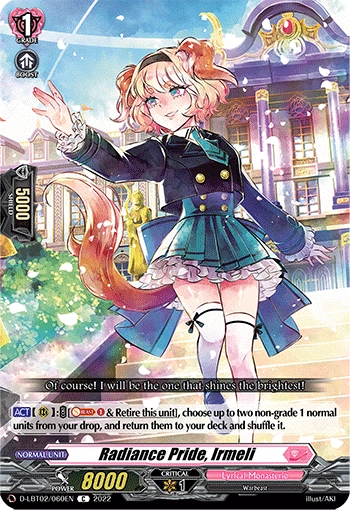 1
GRADE
BOOST
5000
SHIELD
Of course! I will be the one that shines the brightest!
ACT【 】:[ BLAST 1 & Retire this unit], choose up to two non-grade 1 normal
units from your drop, and return them to your deck and shuffle it.
NORMAL UNIT
Radiance Pride, Irmeli
POWER 8000
CRITICAL
1
Lyrical Monasterio
Warbeast
D-LBT02/060EN C 2022
illust/AKI